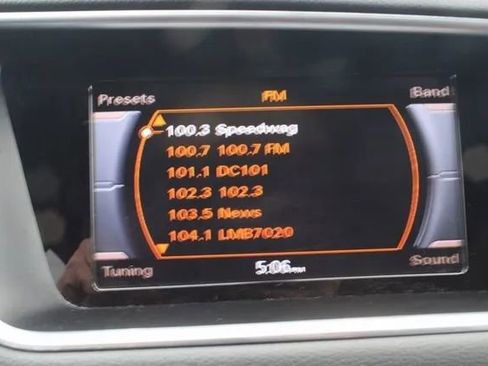 Presets FM Band
100.3 Speedwag
100.7 100.7 FM
101.1 DC101
102.3 102.3
103.5 News
104.1 LMB7020
Tuning 5:06 Sound